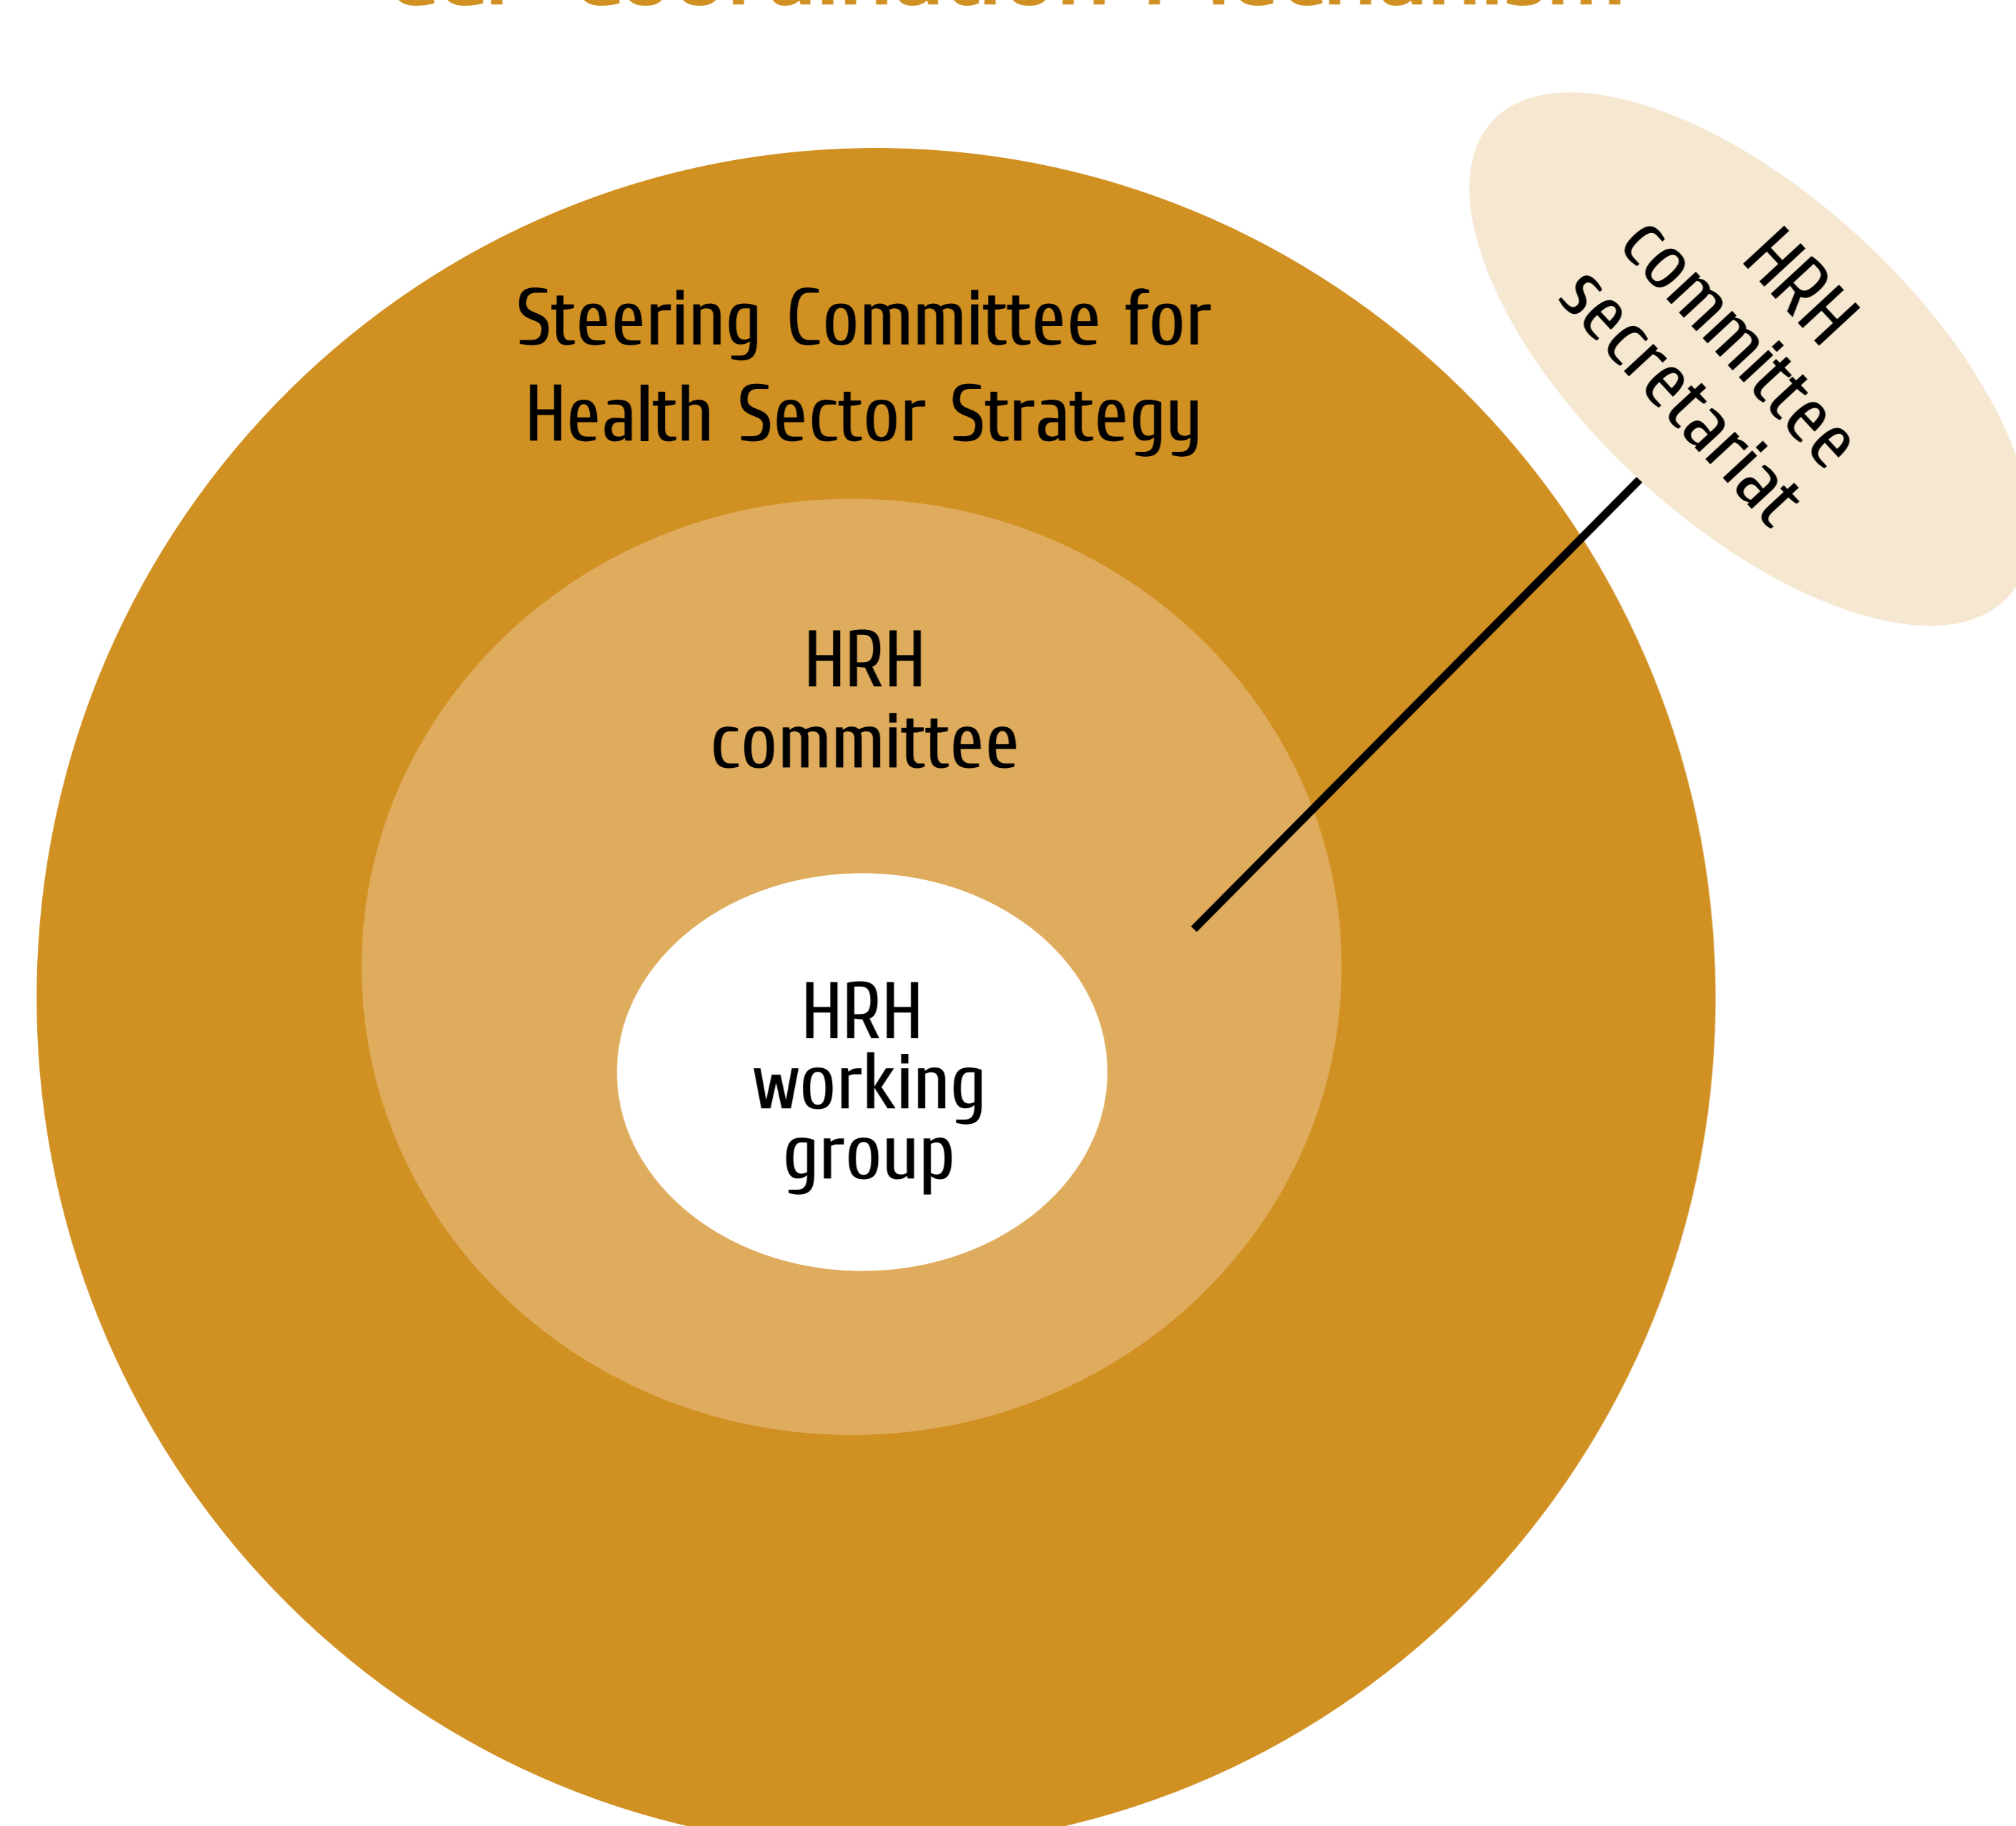 Steering Committee for
Health Sector Strategy
HRH
committee
secretariat
HRH
committee
HRH
working
group